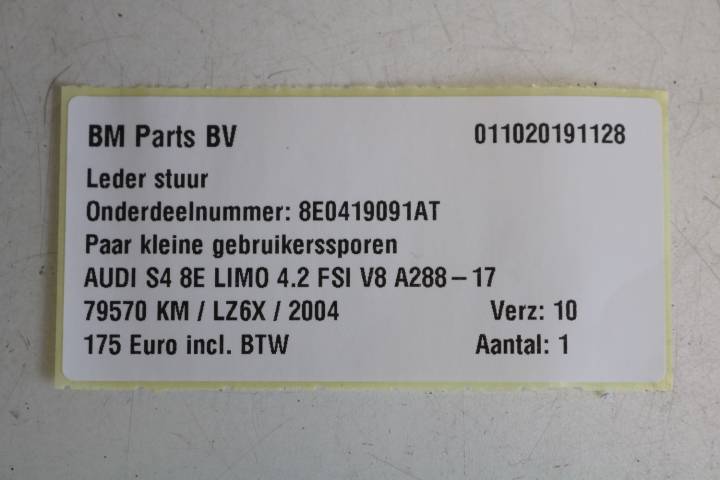 BM Parts BV 011020191128
Leder stuur
Onderdeelnummer: 8E0419091AT
Paar kleine gebruikerssporen
AUDI S4 8E LIMO 4.2 FSI V8 A288-17
79570 KM / LZ6X / 2004 Verz: 10
175 Euro incl. BTW Aantal: 1